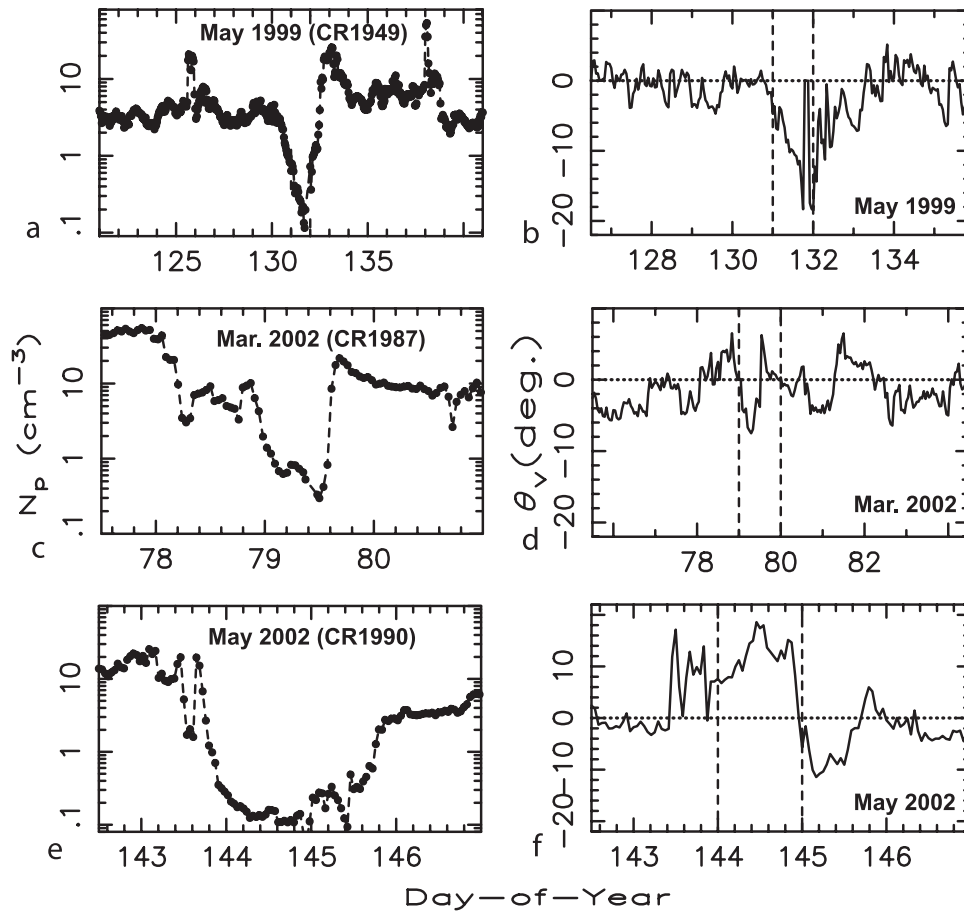 May 1999 (CR1949)
10
1
.1
a
125 130 135
0
-10
-20
b
May 1999
128 130 132 134
Mar. 2002 (CR1987)
10
1
.1
c
78 79 80
N_P (cm⁻³)
0
-10
-20
d
Mar. 2002
78 80 82
θ_V (deg.)
May 2002 (CR1990)
10
1
.1
e
143 144 145 146
10
0
-10
-20
f
May 2002
143 144 145 146
Day-of-Year